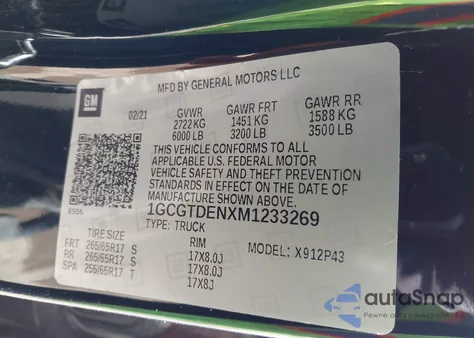 MFD BY GENERAL MOTORS LLC
GM
02/21 GVWR GAWR FRT GAWR RR
2722 KG 1451 KG 1588 KG
6000 LB 3200 LB 3500 LB
THIS VEHICLE CONFORMS TO ALL
APPLICABLE U.S. FEDERAL MOTOR
VEHICLE SAFETY AND THEFT PREVENTION
STANDARDS IN EFFECT ON THE DATE OF
MANUFACTURE SHOWN ABOVE.
1GCGTDENXM1233269
TYPE: TRUCK
TIRE SIZE RIM MODEL: X912P43
FRT 265/65R17 S 17X8.0J
RR 265/65R17 S 17X8.0J
SPA 255/65R17 T 17X8J
autoSnap